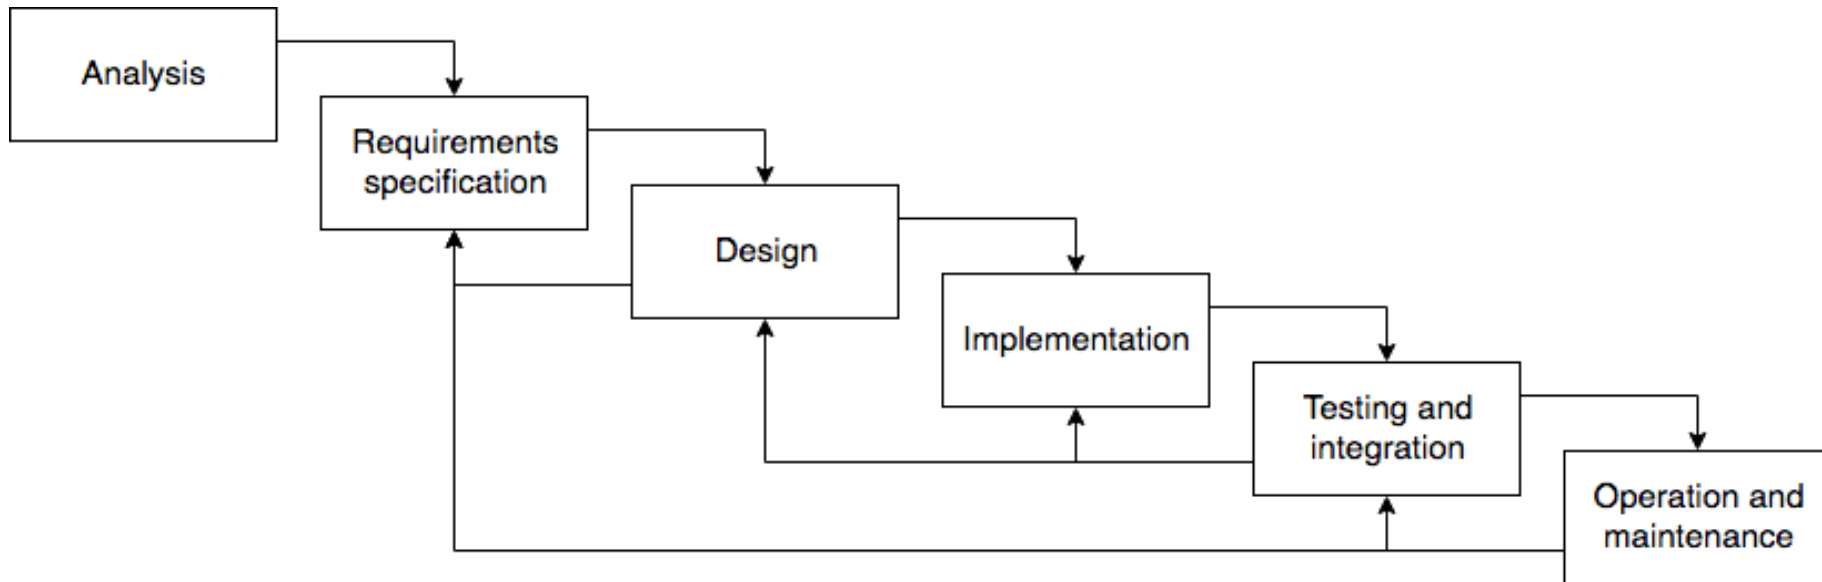 Analysis
Requirements
specification
Design
Implementation
Testing and
integration
Operation and
maintenance